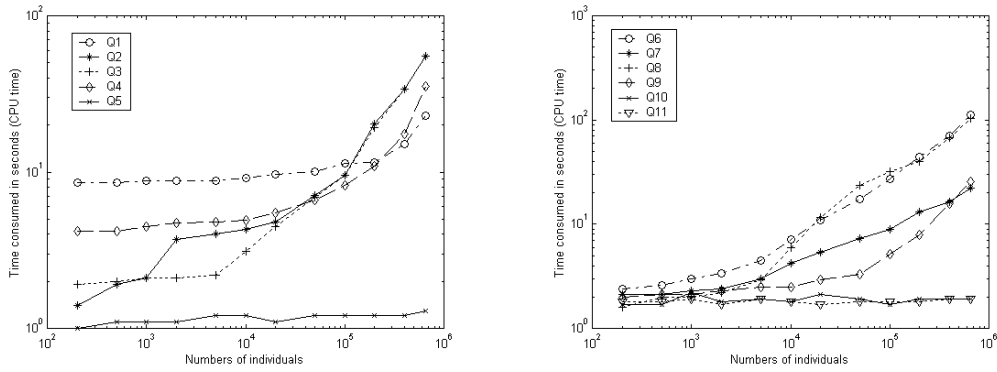 10^2
Q1
Q2
Q3
Q4
Q5
10^1
10^0
10^2
10^3
10^4
10^5
10^6
Time consumed in seconds (CPU time)
Numbers of individuals
10^3
Q6
Q7
Q8
Q9
Q10
Q11
10^2
10^1
10^0
10^2
10^3
10^4
10^5
10^6
Time consumed in seconds (CPU time)
Numbers of individuals